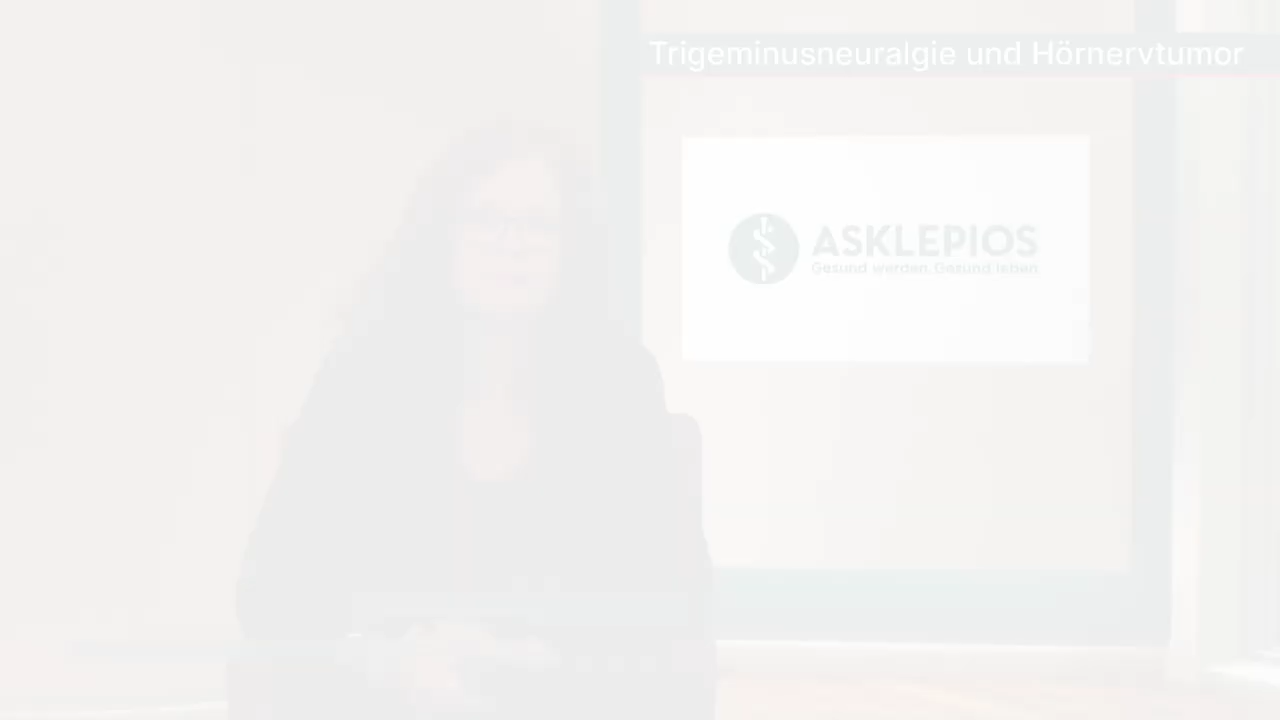 Trigeminusneuralgie und Hörnervtumor
ASKLEPIOS
Gesund werden. Gesund leben.